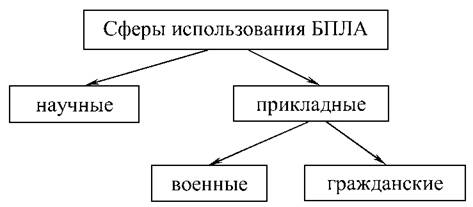 Сферы использования БПЛА
научные
прикладные
военные
гражданские